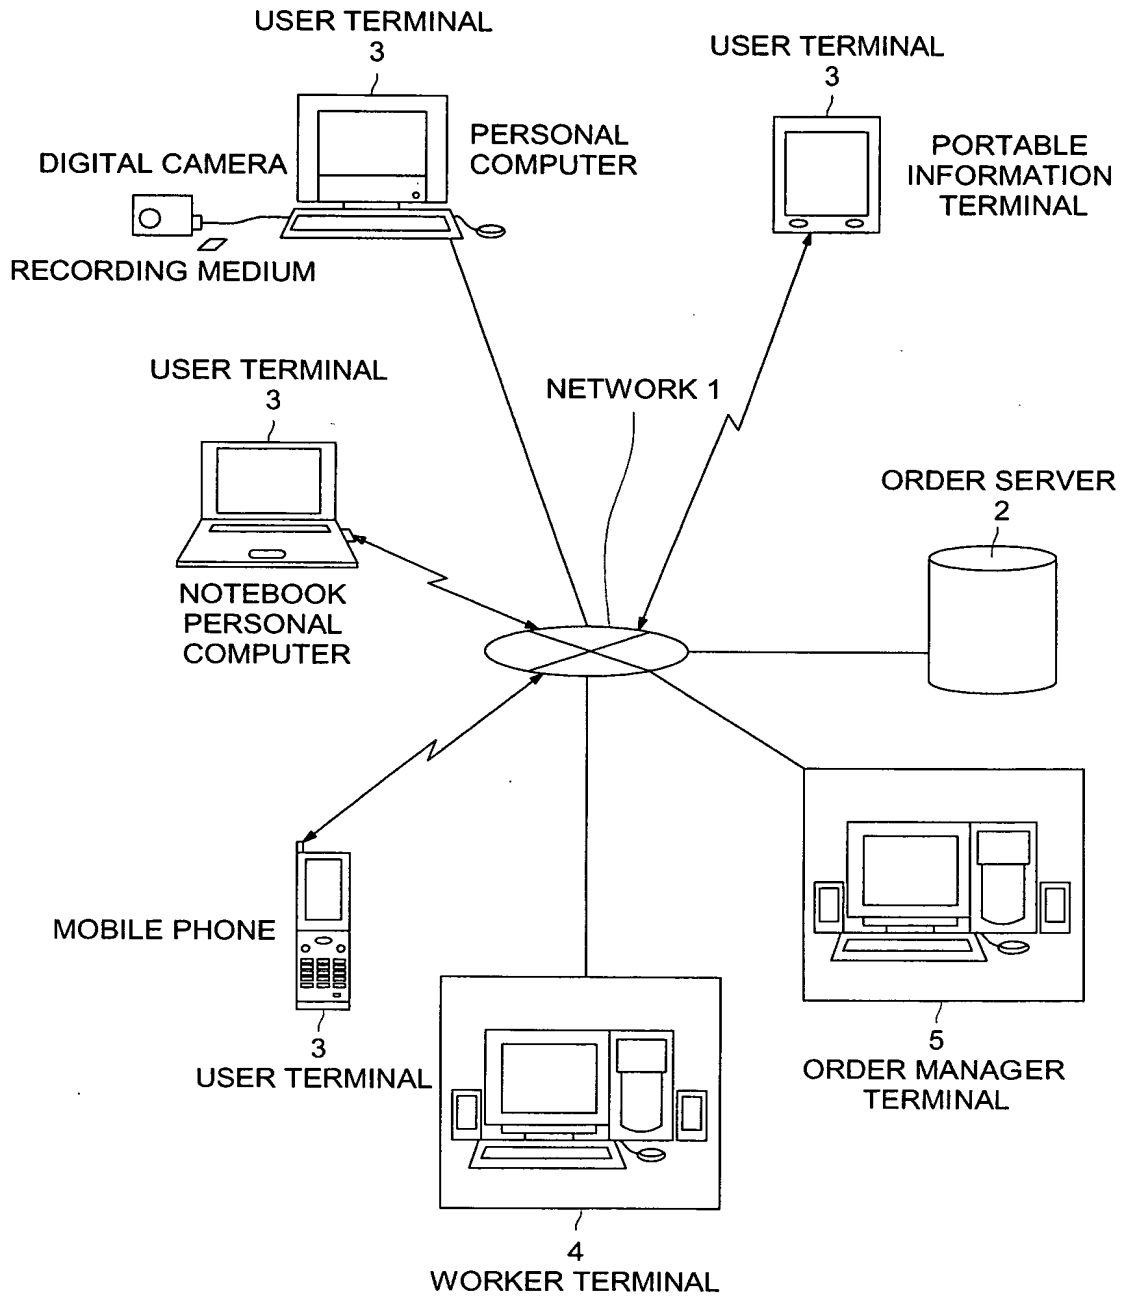 USER TERMINAL
3
USER TERMINAL
3
PERSONAL
COMPUTER
DIGITAL CAMERA
PORTABLE
INFORMATION
TERMINAL
RECORDING MEDIUM
USER TERMINAL
3
NETWORK 1
ORDER SERVER
2
NOTEBOOK
PERSONAL
COMPUTER
MOBILE PHONE
3
USER TERMINAL
5
ORDER MANAGER
TERMINAL
4
WORKER TERMINAL